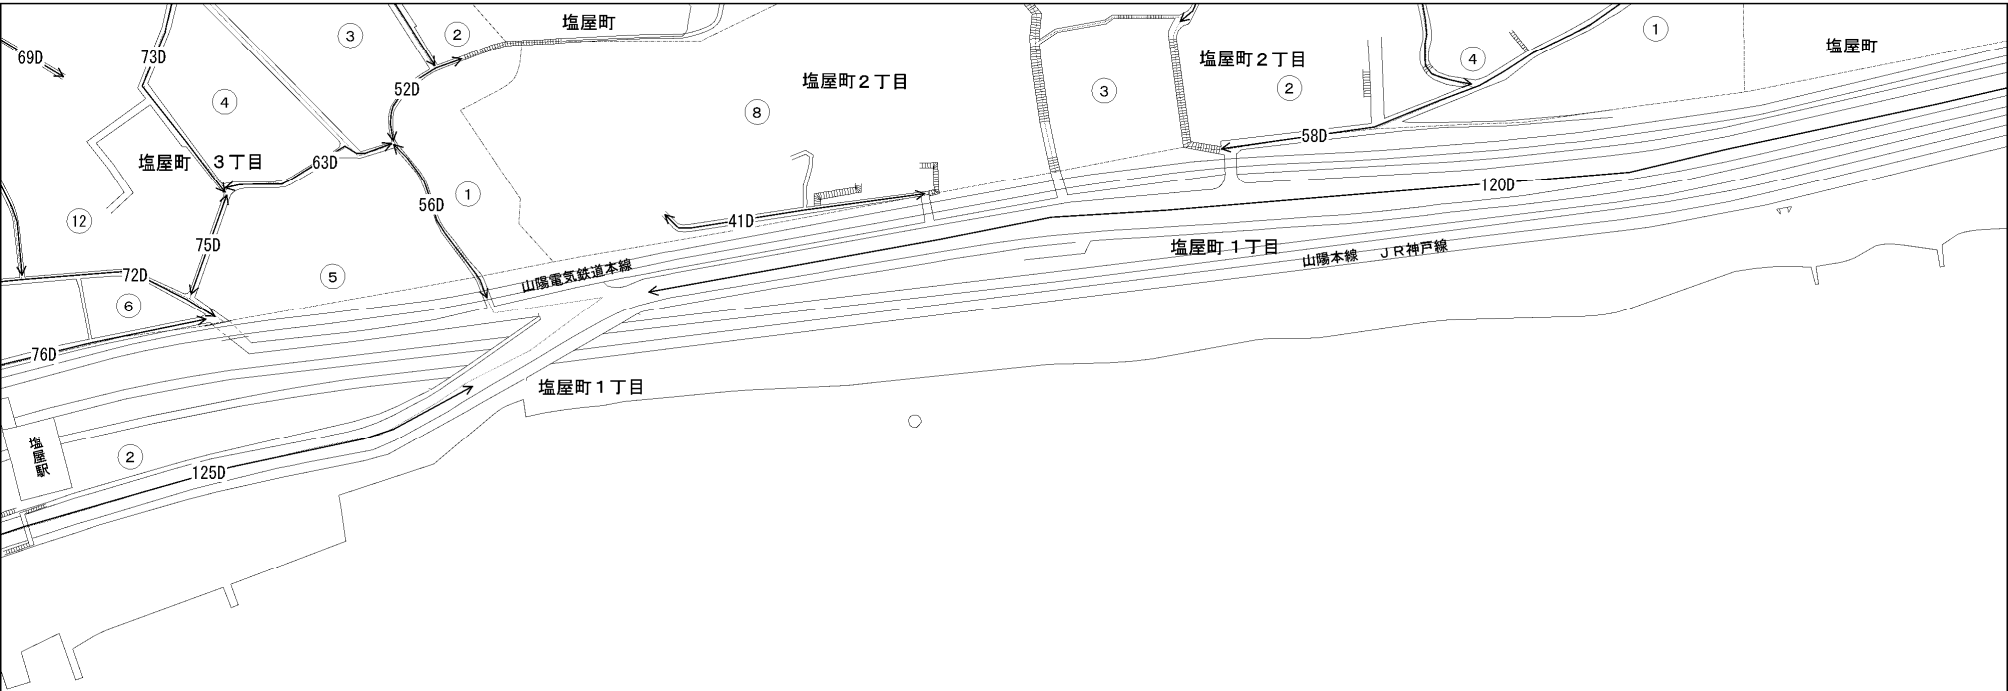 塩屋町
③
②
①
69D
73D
塩屋町２丁目
塩屋町２丁目
④
塩屋町
④
52D
⑧
③
②
58D
塩屋町　３丁目
63D
①
56D
120D
⑫
41D
75D
塩屋町１丁目
山陽本線　ＪＲ神戸線
72D
⑤
山陽電気鉄道本線
⑥
76D
塩屋町１丁目
塩屋駅
②
125D